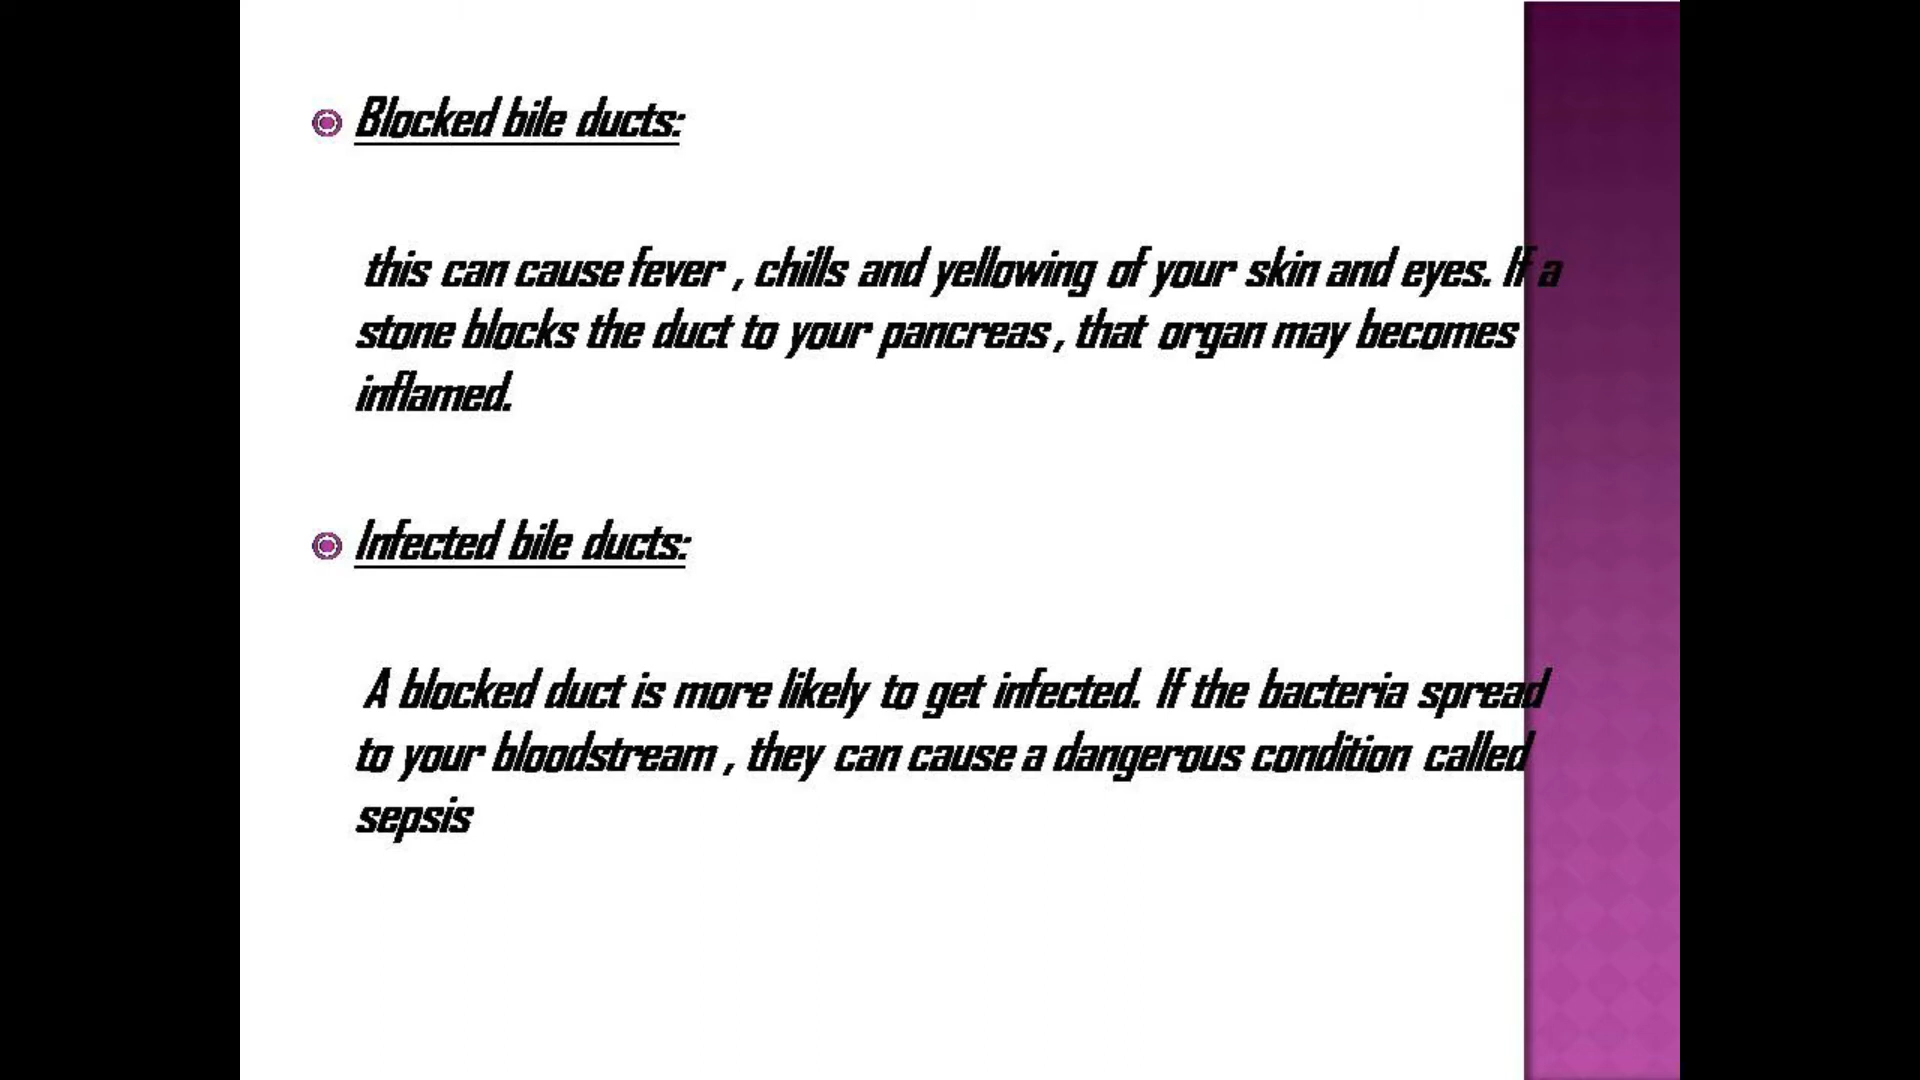 Blocked bile ducts:
this can cause fever , chills and yellowing of your skin and eyes. If a
stone blocks the duct to your pancreas , that organ may becomes
inflamed.
Infected bile ducts:
A blocked duct is more likely to get infected. If the bacteria spread
to your bloodstream , they can cause a dangerous condition called
sepsis